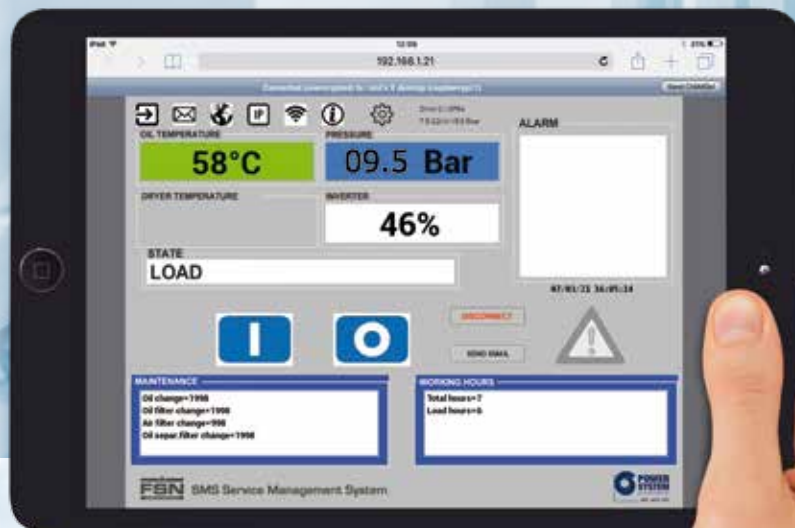 iPad
12:09
192.168.1.21
OIL TEMPERATURE
58°C
PRESSURE
09.5 Bar
ALARM
DRYER TEMPERATURE
INVERTER
46%
STATE
LOAD
I
O
DISCONNECT
SEND EMAIL
MAINTENANCE
Oil change=1998
Oil filter change=1998
Air filter change=998
Oil separ.filter change=1998
WORKING HOURS
Total hours=7
Load hours=6
FSN SMS Service Management System
POWER
SYSTEM
IP